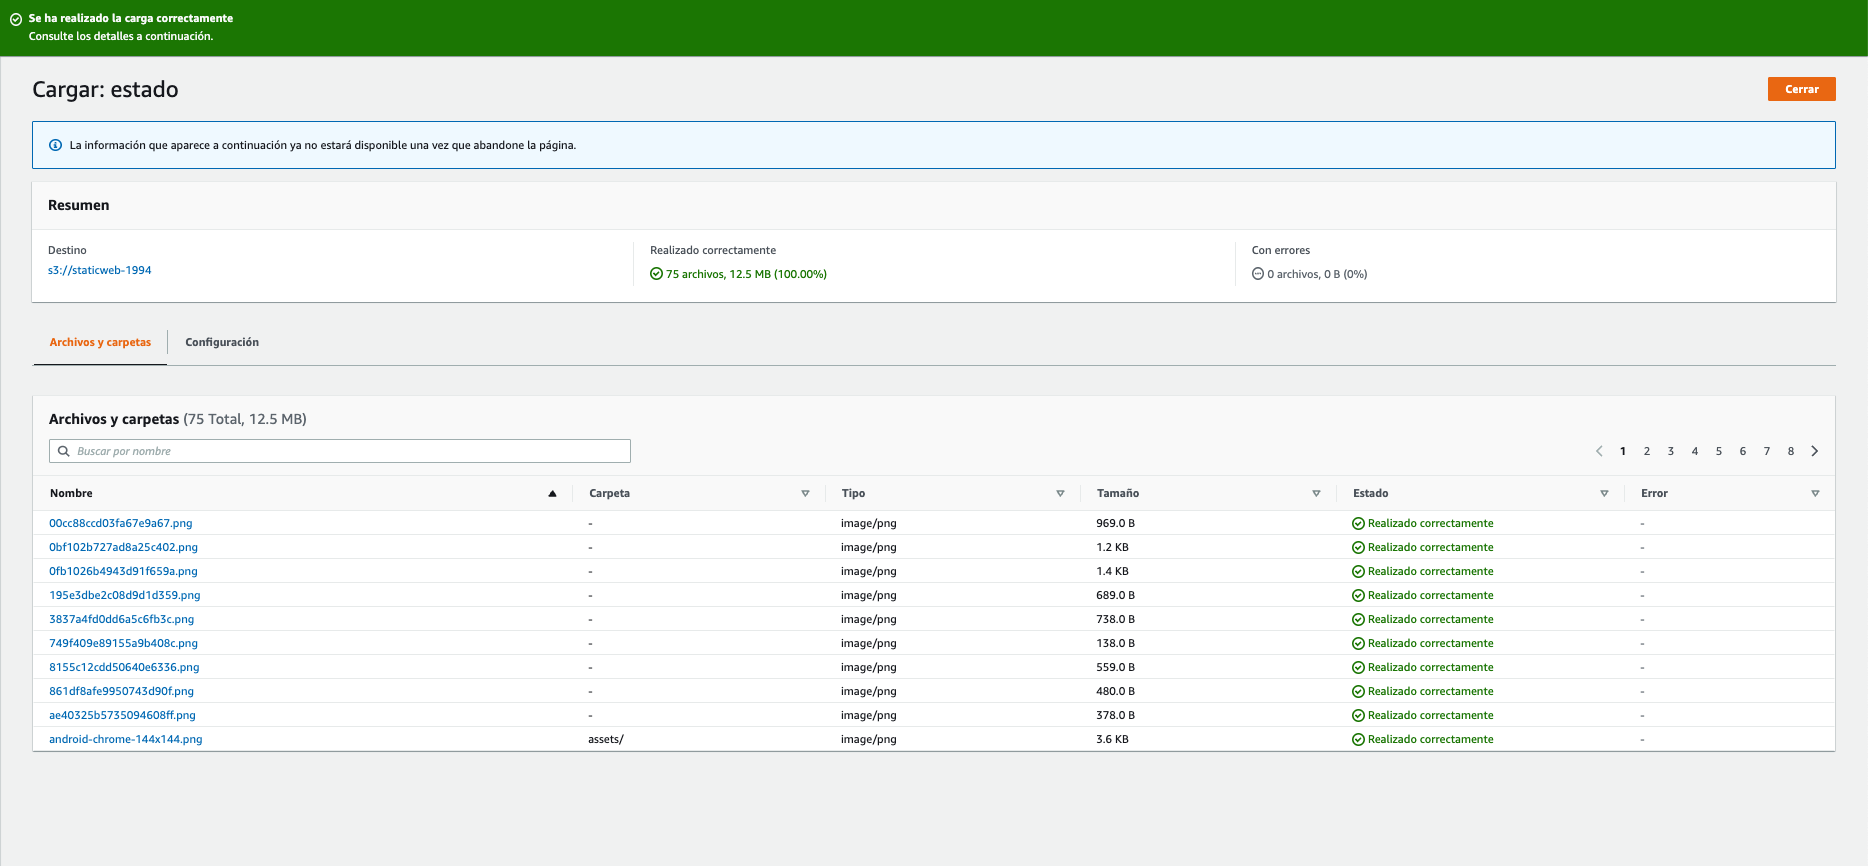 Se ha realizado la carga correctamente
Consulte los detalles a continuación.
Cargar: estado
Cerrar
La información que aparece a continuación ya no estará disponible una vez que abandone la página.
Resumen
Destino Realizado correctamente Con errores
s3://staticweb-1994 75 archivos, 12.5 MB (100.00%) 0 archivos, 0 B (0%)
Archivos y carpetas Configuración
Archivos y carpetas (75 Total, 12.5 MB)
Buscar por nombre 1 2 3 4 5 6 7 8
Nombre Carpeta Tipo Tamaño Estado Error
00cc88ccd03fa67e9a67.png - image/png 969.0 B Realizado correctamente -
0bf102b727ad8a25c402.png - image/png 1.2 KB Realizado correctamente -
0fb1026b4943d91f659a.png - image/png 1.4 KB Realizado correctamente -
195e3dbe2c08d9d1d359.png - image/png 689.0 B Realizado correctamente -
3837a4fd0dd6a5c6fb3c.png - image/png 738.0 B Realizado correctamente -
749f409e89155a9b408c.png - image/png 138.0 B Realizado correctamente -
8155c12cdd50640e6336.png - image/png 559.0 B Realizado correctamente -
861df8afe9950743d90f.png - image/png 480.0 B Realizado correctamente -
ae40325b5735094608ff.png - image/png 378.0 B Realizado correctamente -
android-chrome-144x144.png assets/ image/png 3.6 KB Realizado correctamente -